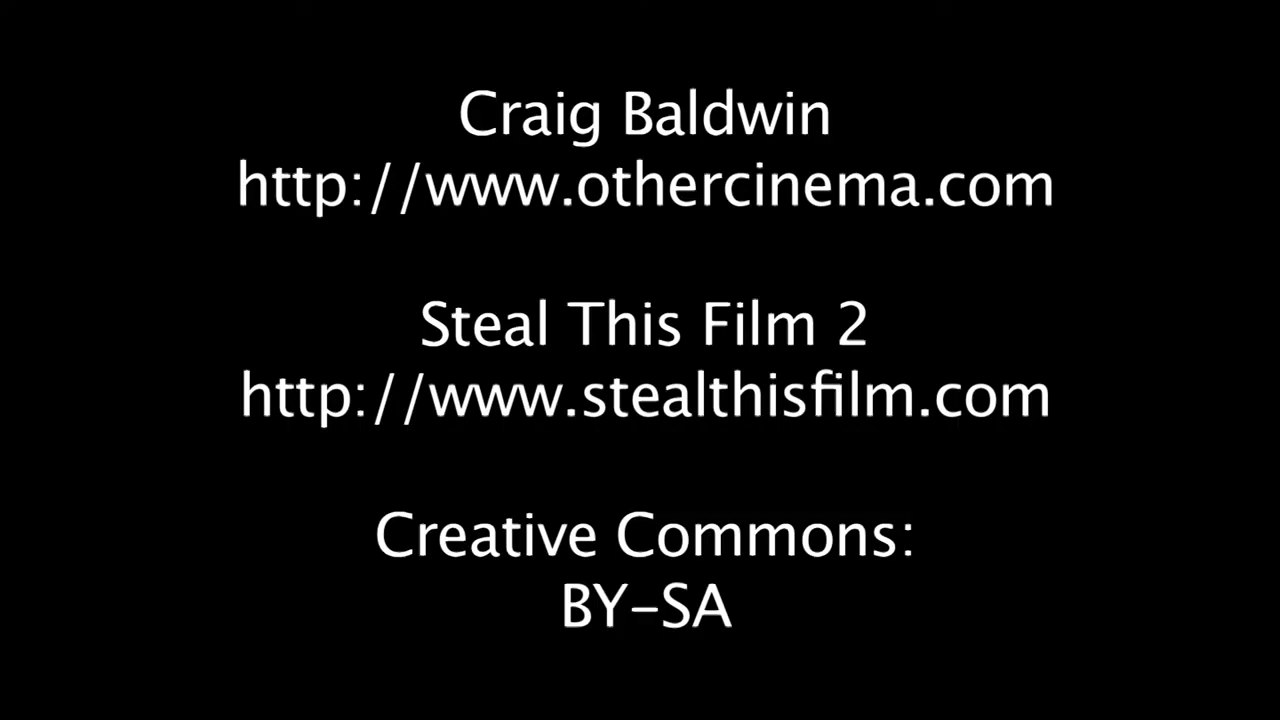 Craig Baldwin
http://www.othercinema.com
Steal This Film 2
http://www.stealthisfilm.com
Creative Commons:
BY-SA